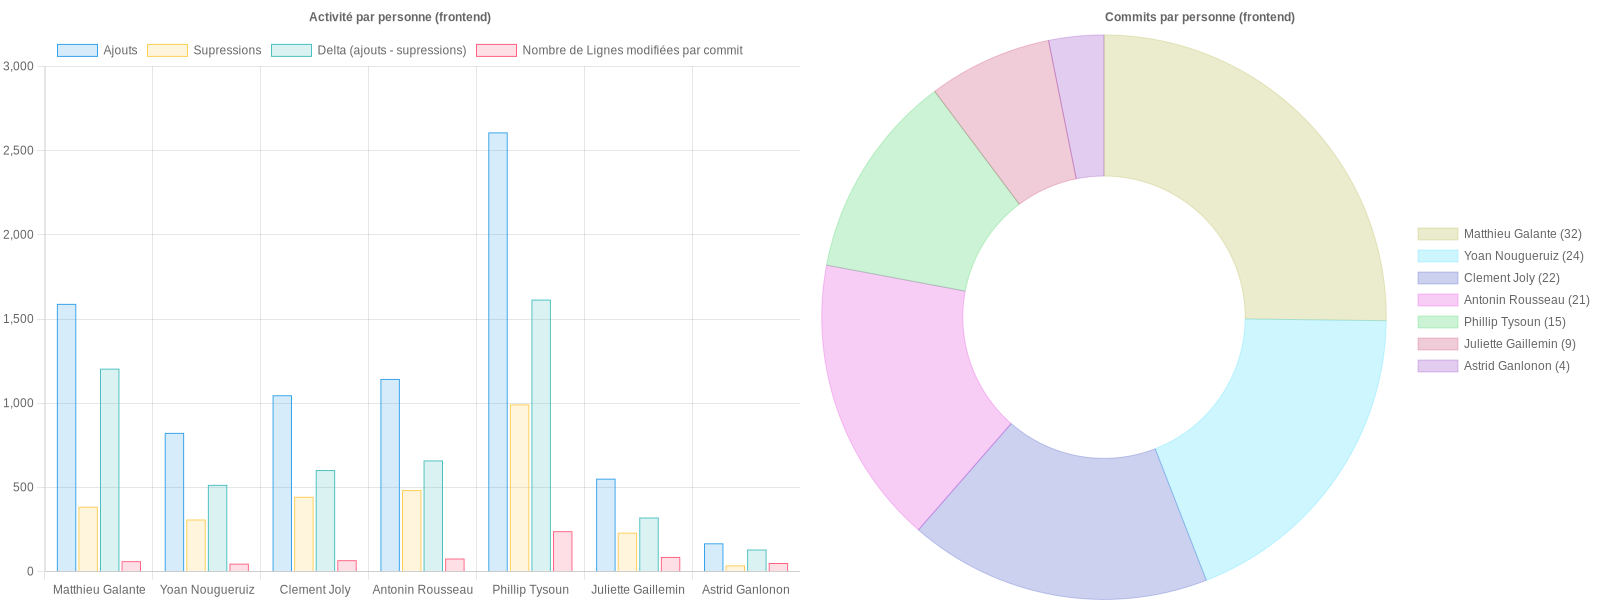 Activité par personne (frontend)
Ajouts Supressions Delta (ajouts - supressions) Nombre de Lignes modifiées par commit
3,000
2,500
2,000
1,500
1,000
500
0
Matthieu Galante Yoan Nougueruiz Clement Joly Antonin Rousseau Phillip Tysoun Juliette Gaillemin Astrid Ganlonon
Commits par personne (frontend)
Matthieu Galante (32)
Yoan Nougueruiz (24)
Clement Joly (22)
Antonin Rousseau (21)
Phillip Tysoun (15)
Juliette Gaillemin (9)
Astrid Ganlonon (4)